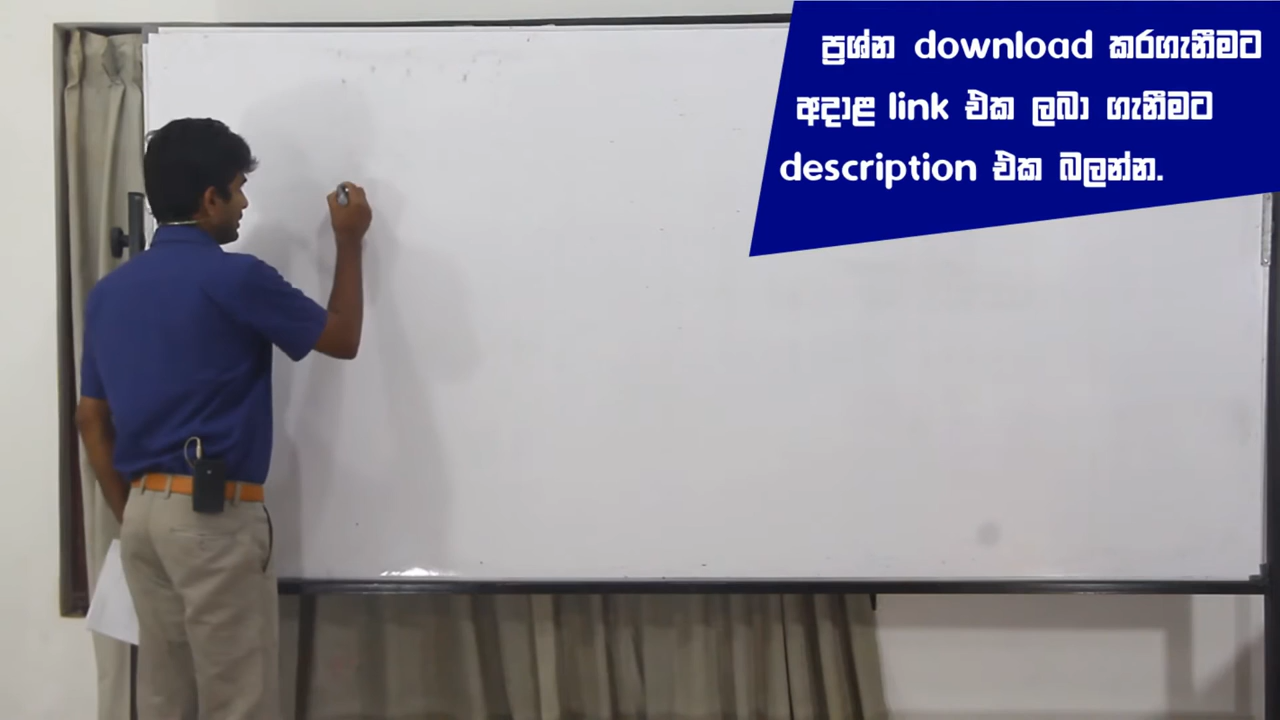 ප්‍රශ්න download කරගැනීමට
අදාළ link එක ලබා ගැනීමට
description එක බලන්න.